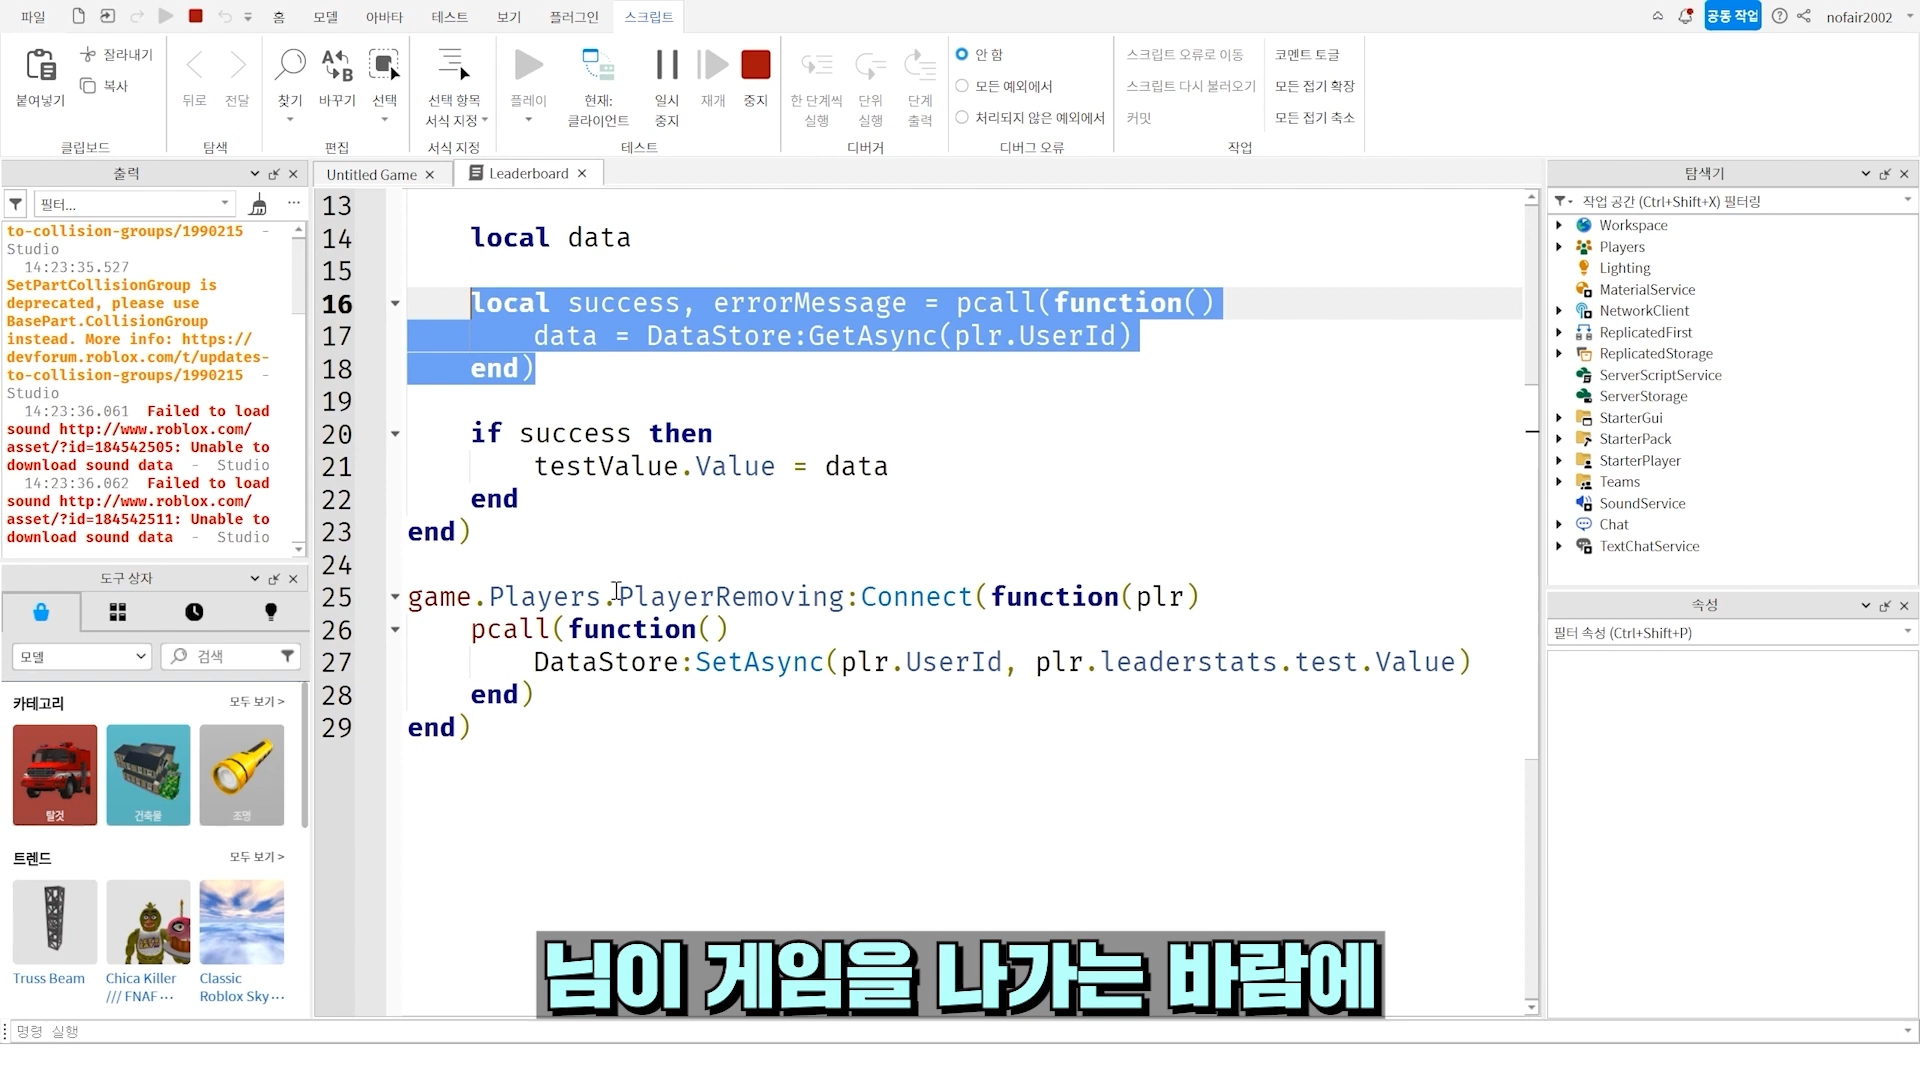 파일
홈
모델
아바타
테스트
보기
플러그인
스크립트
공동 작업
nofair2002
붙여넣기
잘라내기
복사
클립보드
뒤로
전달
탐색
찾기
바꾸기
선택
편집
선택 항목
서식 지정
서식 지정
플레이
현재:
클라이언트
일시
중지
재개
중지
테스트
한 단계씩
실행
단위
실행
단계
출력
디버거
안 함
모든 예외에서
처리되지 않은 예외에서
디버그 오류
스크립트 오류로 이동
스크립트 다시 불러오기
커밋
코멘트 토글
모든 접기 확장
모든 접기 축소
작업
출력
필터...
to-collision-groups/1990215 -
Studio
14:23:35.527
SetPartCollisionGroup is
deprecated, please use
BasePart.CollisionGroup
instead. More info: https://
devforum.roblox.com/t/updates-
to-collision-groups/1990215 -
Studio
14:23:36.061 Failed to load
sound http://www.roblox.com/
asset/?id=184542505: Unable to
download sound data - Studio
14:23:36.062 Failed to load
sound http://www.roblox.com/
asset/?id=184542511: Unable to
download sound data - Studio
도구 상자
모델
검색
카테고리
모두 보기 >
탈것
건축물
조명
트렌드
모두 보기 >
Truss Beam
Chica Killer
/// FNAF ···
Classic
Roblox Sky···
Untitled Game
Leaderboard
13
14 local data
15
16 local success, errorMessage = pcall(function()
17 data = DataStore:GetAsync(plr.UserId)
18 end)
19
20 if success then
21 testValue.Value = data
22 end
23 end)
24
25 game.Players.PlayerRemoving:Connect(function(plr)
26 pcall(function()
27 DataStore:SetAsync(plr.UserId, plr.leaderstats.test.Value)
28 end)
29 end)
님이 게임을 나가는 바람에
탐색기
작업 공간 (Ctrl+Shift+X) 필터링
Workspace
Players
Lighting
MaterialService
NetworkClient
ReplicatedFirst
ReplicatedStorage
ServerScriptService
ServerStorage
StarterGui
StarterPack
StarterPlayer
Teams
SoundService
Chat
TextChatService
속성
필터 속성 (Ctrl+Shift+P)
명령 실행